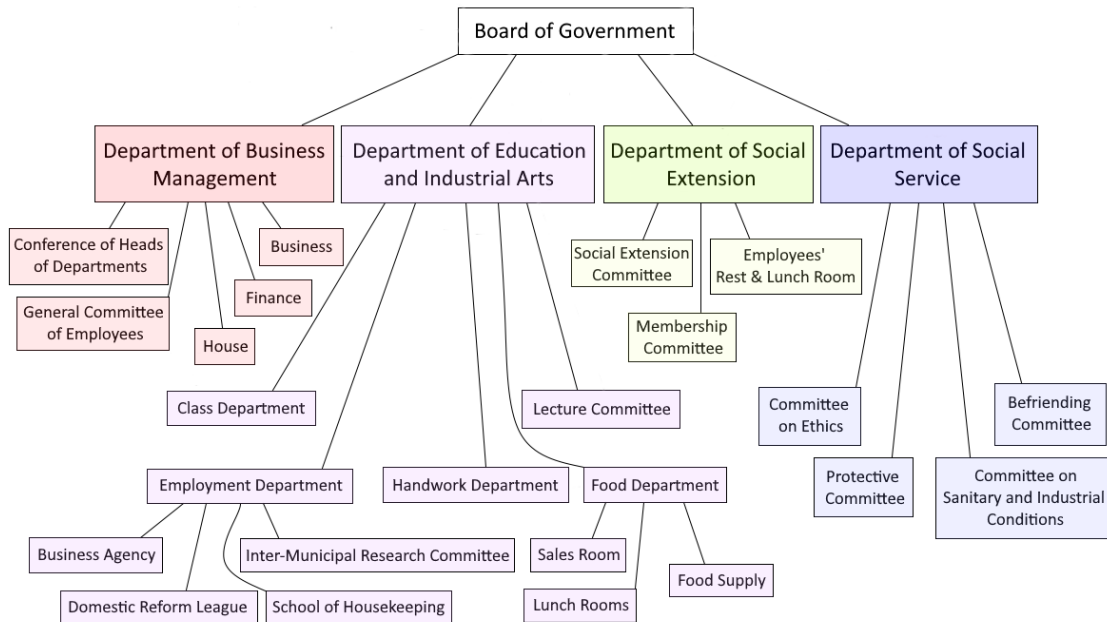 Board of Government
Department of Business
Management
Department of Education
and Industrial Arts
Department of Social
Extension
Department of Social
Service
Conference of Heads
of Departments
Business
General Committee
of Employees
Finance
House
Social Extension
Committee
Employees'
Rest & Lunch Room
Membership
Committee
Class Department
Lecture Committee
Committee
on Ethics
Befriending
Committee
Employment Department
Handwork Department
Food Department
Protective
Committee
Committee on
Sanitary and Industrial
Conditions
Business Agency
Inter-Municipal Research Committee
Domestic Reform League
School of Housekeeping
Sales Room
Food Supply
Lunch Rooms